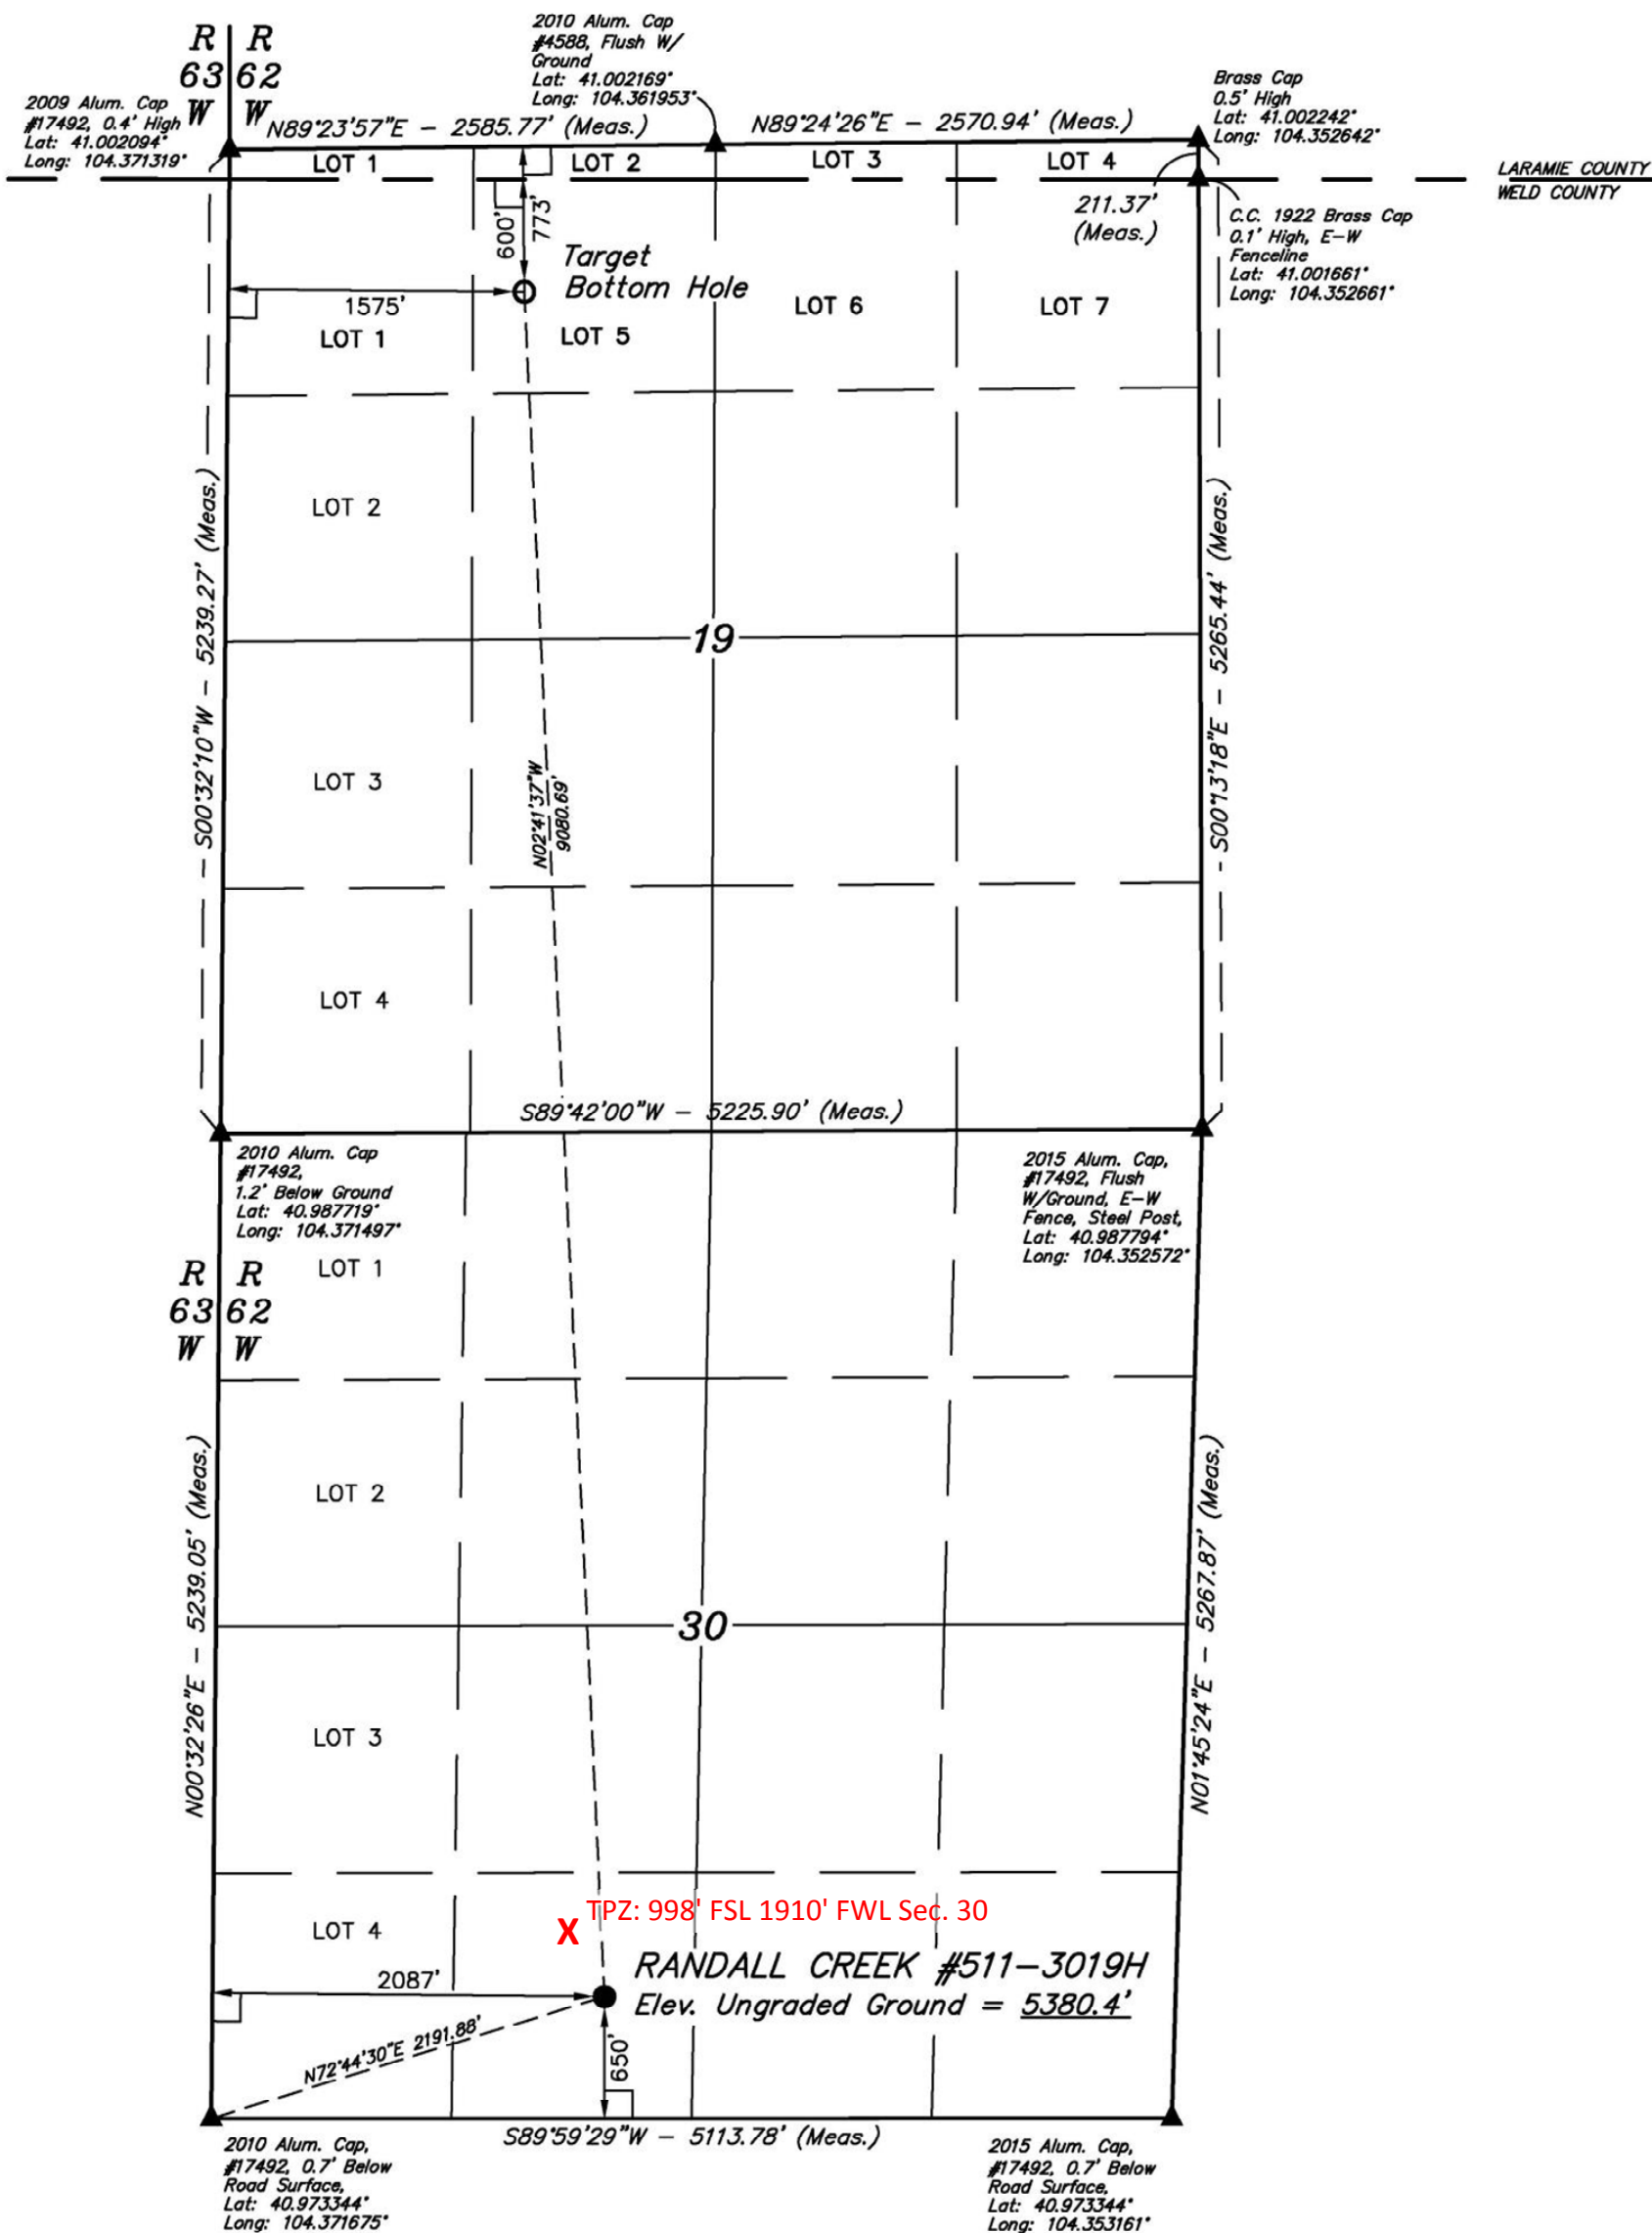 R R
63 62
W W
2009 Alum. Cap
#17492, 0.4' High
Lat: 41.002094°
Long: 104.371319°
2010 Alum. Cap
#4588, Flush W/
Ground
Lat: 41.002169°
Long: 104.361953°
Brass Cap
0.5' High
Lat: 41.002242°
Long: 104.352642°
N89°23'57"E - 2585.77' (Meas.)
N89°24'26"E - 2570.94' (Meas.)
LOT 1
LOT 2
LOT 3
LOT 4
LARAMIE COUNTY
WELD COUNTY
211.37'
(Meas.)
C.C. 1922 Brass Cap
0.1' High, E-W
Fenceline
Lat: 41.001661°
Long: 104.352661°
600'
773'
Target
Bottom Hole
1575'
LOT 1
LOT 5
LOT 6
LOT 7
LOT 2
S00°32'10"W - 5239.27' (Meas.)
S00°13'18"E - 5265.44' (Meas.)
19
LOT 3
N02°41'37"W
9080.69'
LOT 4
S89°42'00"W - 5225.90' (Meas.)
2010 Alum. Cap
#17492,
1.2' Below Ground
Lat: 40.987719°
Long: 104.371497°
2015 Alum. Cap,
#17492, Flush
W/Ground, E-W
Fence, Steel Post,
Lat: 40.987794°
Long: 104.352572°
R R
63 62
W W
LOT 1
LOT 2
N00°32'26"E - 5239.05' (Meas.)
N01°45'24"E - 5267.87' (Meas.)
30
LOT 3
LOT 4
X
TPZ: 998' FSL 1910' FWL Sec. 30
RANDALL CREEK #511-3019H
Elev. Ungraded Ground = 5380.4'
2087'
N72°44'30"E 2191.88'
650'
S89°59'29"W - 5113.78' (Meas.)
2010 Alum. Cap,
#17492, 0.7' Below
Road Surface,
Lat: 40.973344°
Long: 104.371675°
2015 Alum. Cap,
#17492, 0.7' Below
Road Surface,
Lat: 40.973344°
Long: 104.353161°